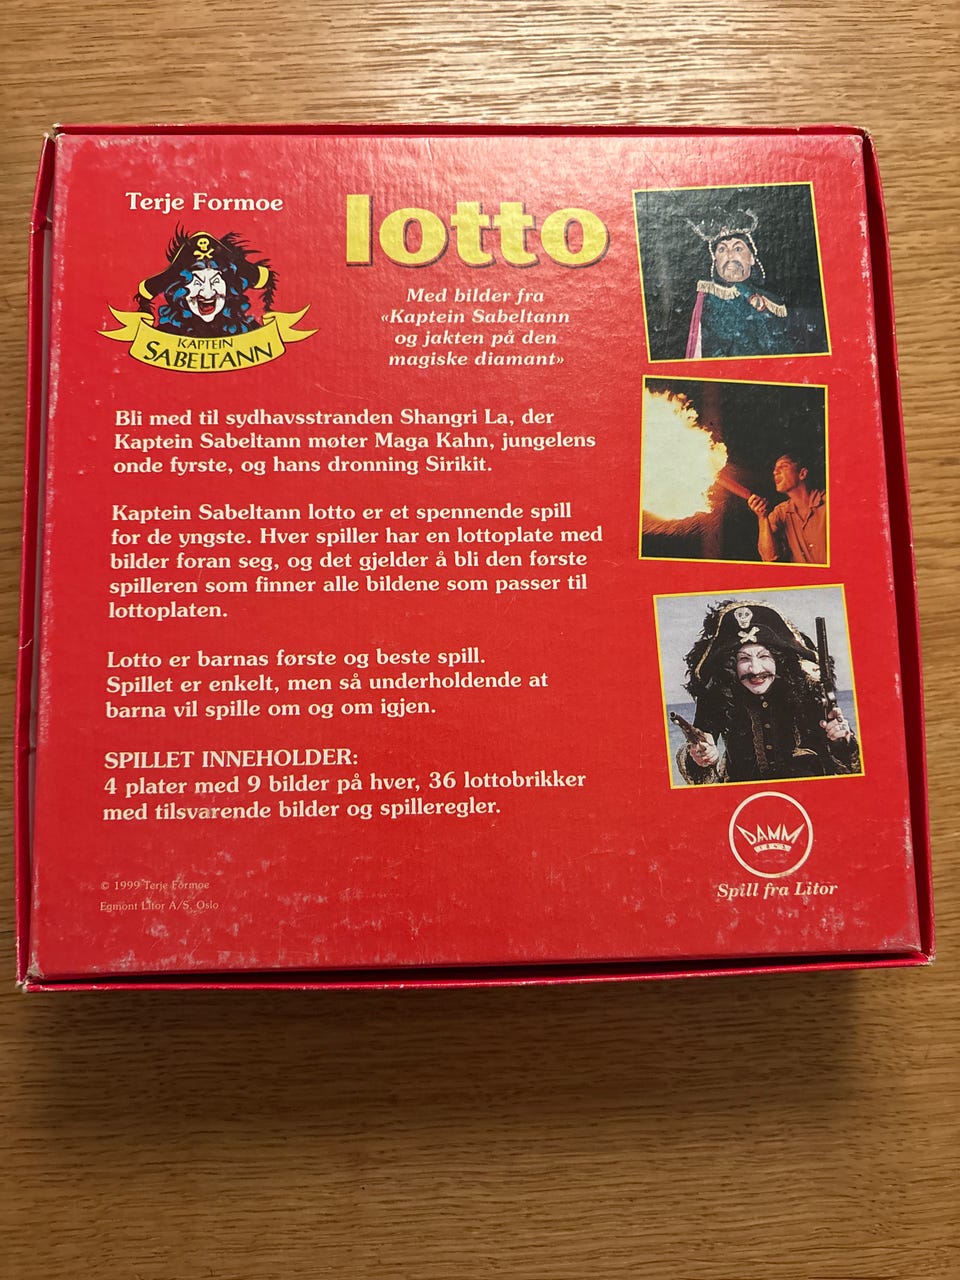 Terje Formoe
KAPTEIN
SABELTANN
lotto
Med bilder fra
«Kaptein Sabeltann
og jakten på den
magiske diamant»
Bli med til sydhavsstranden Shangri La, der
Kaptein Sabeltann møter Maga Kahn, jungelens
onde fyrste, og hans dronning Sirikit.
Kaptein Sabeltann lotto er et spennende spill
for de yngste. Hver spiller har en lottoplate med
bilder foran seg, og det gjelder å bli den første
spilleren som finner alle bildene som passer til
lottoplaten.
Lotto er barnas første og beste spill.
Spillet er enkelt, men så underholdende at
barna vil spille om og om igjen.
SPILLET INNEHOLDER:
4 plater med 9 bilder på hver, 36 lottobrikker
med tilsvarende bilder og spilleregler.
© 1999 Terje Formoe
Egmont Litor A/S, Oslo
DAMM
1843
Spill fra Litor